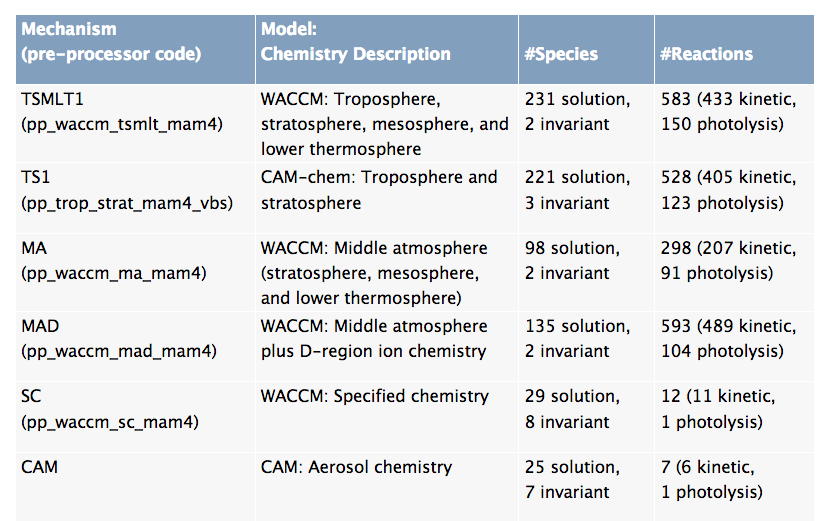 Mechanism
(pre-processor code)
Model:
Chemistry Description
#Species
#Reactions
TSMLT1
(pp_waccm_tsmlt_mam4)
WACCM: Troposphere,
stratosphere, mesosphere, and
lower thermosphere
231 solution,
2 invariant
583 (433 kinetic,
150 photolysis)
TS1
(pp_trop_strat_mam4_vbs)
CAM-chem: Troposphere and
stratosphere
221 solution,
3 invariant
528 (405 kinetic,
123 photolysis)
MA
(pp_waccm_ma_mam4)
WACCM: Middle atmosphere
(stratosphere, mesosphere,
and lower thermosphere)
98 solution,
2 invariant
298 (207 kinetic,
91 photolysis)
MAD
(pp_waccm_mad_mam4)
WACCM: Middle atmosphere
plus D-region ion chemistry
135 solution,
2 invariant
593 (489 kinetic,
104 photolysis)
SC
(pp_waccm_sc_mam4)
WACCM: Specified chemistry
29 solution,
8 invariant
12 (11 kinetic,
1 photolysis)
CAM
CAM: Aerosol chemistry
25 solution,
7 invariant
7 (6 kinetic,
1 photolysis)